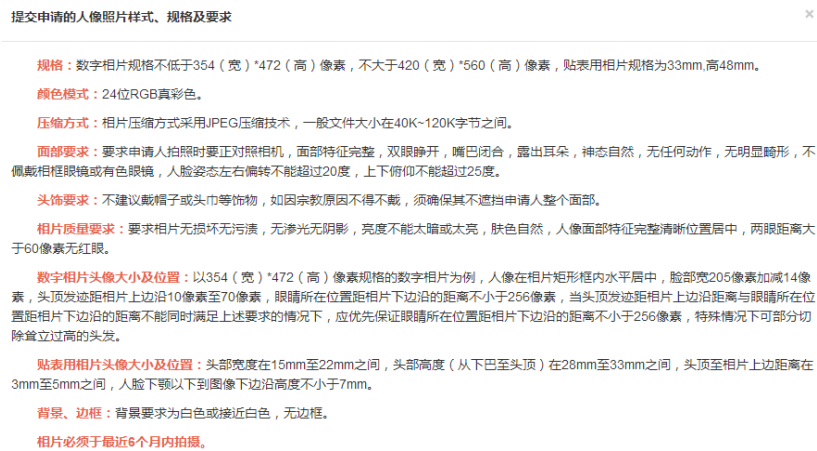 提交申请的人像照片样式、规格及要求
×
规格：数字相片规格不低于354（宽）*472（高）像素，不大于420（宽）*560（高）像素，贴表用相片规格为33mm,高48mm。
颜色模式：24位RGB真彩色。
压缩方式：相片压缩方式采用JPEG压缩技术，一般文件大小在40K~120K字节之间。
面部要求：要求申请人拍照时要正对照相机，面部特征完整，双眼睁开，嘴巴闭合，露出耳朵，神态自然，无任何动作，无明显畸形，不
佩戴相框眼镜或有色眼镜，人脸姿态左右偏转不能超过20度，上下俯仰不能超过25度。
头饰要求：不建议戴帽子或头巾等饰物，如因宗教原因不得不戴，须确保其不遮挡申请人整个面部。
相片质量要求：要求相片无损坏无污渍，无渗光无阴影，亮度不能太暗或太亮，肤色自然，人像面部特征完整清晰位置居中，两眼距离大
于60像素无红眼。
数字相片头像大小及位置：以354（宽）*472（高）像素规格的数字相片为例，人像在相片矩形框内水平居中，脸部宽205像素加减14像
素，头顶发迹距相片上边沿10像素至70像素，眼睛所在位置距相片下边沿的距离不小于256像素，当头顶发迹距相片上边沿距离与眼睛所在位
置距相片下边沿的距离不能同时满足上述要求的情况下，应优先保证眼睛所在位置距相片下边沿的距离不小于256像素，特殊情况下可部分切
除耸立过高的头发。
贴表用相片头像大小及位置：头部宽度在15mm至22mm之间，头部高度（从下巴至头顶）在28mm至33mm之间，头顶至相片上边距离在
3mm至5mm之间，人脸下颚以下到图像下边沿高度不小于7mm。
背景、边框：背景要求为白色或接近白色，无边框。
相片必须于最近6个月内拍摄。